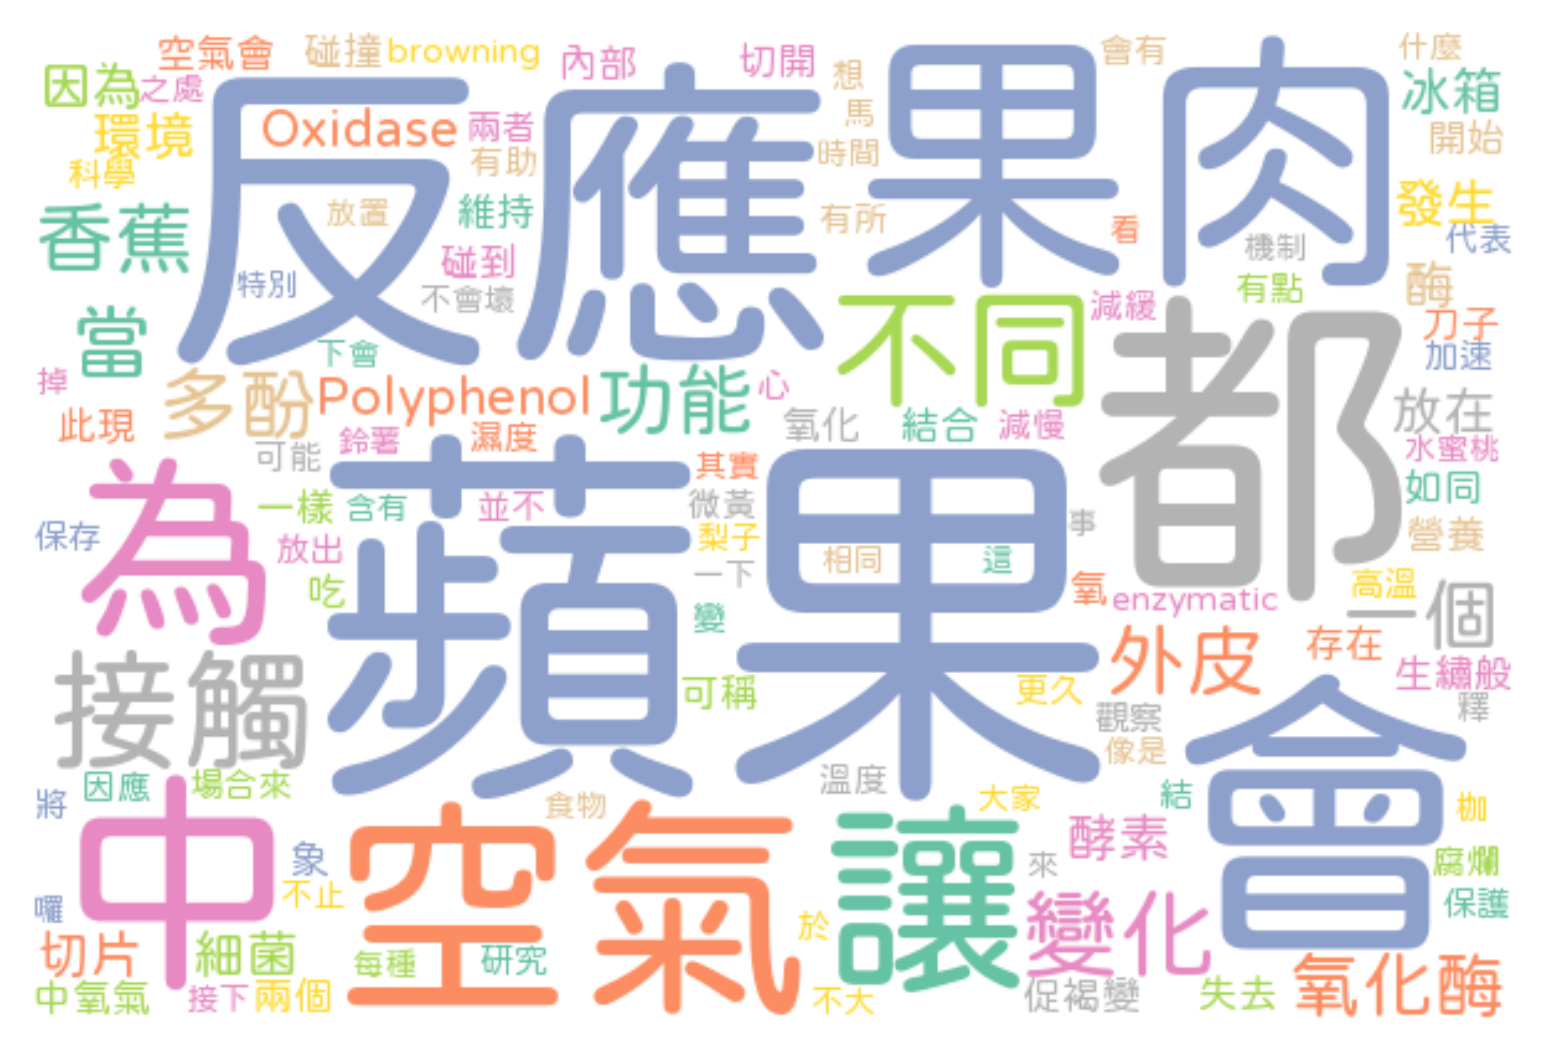 空氣會 碰撞 browning 內部 切開 想 會有 什麼
因為 之處 馬 冰箱
環境 Oxidase 兩者 時間 開始
科學 有助
反應 果肉
香蕉 放置 維持 有所 看 發生
特別 碰到 不會壞 機制 代表
有點 酶
當 下會 不同 減緩 刀子
加速
掉 多酚 Polyphenol 功能 心 都 放在
此現 鈴薯 濕度 氧化 結合 減慢 水蜜桃
可能 其實 如同
為 一樣 含有 並不 蘋果 微黃 事 營養
保存 放出 梨子 相同 這
吃 一下 氧 enzymatic 高溫 一個
變 外皮 存在
接觸 可稱 更久 生繡般
觀察 釋
像是
因應 場合來 溫度 會
將 食物 大家 結 枷
中 空氣 讓 酵素
象 來 腐爛
囉 不止 變化 保護
切片 細菌 每種 研究 於
中氧氣 接下 兩個 不大 促褐變 失去 氧化酶